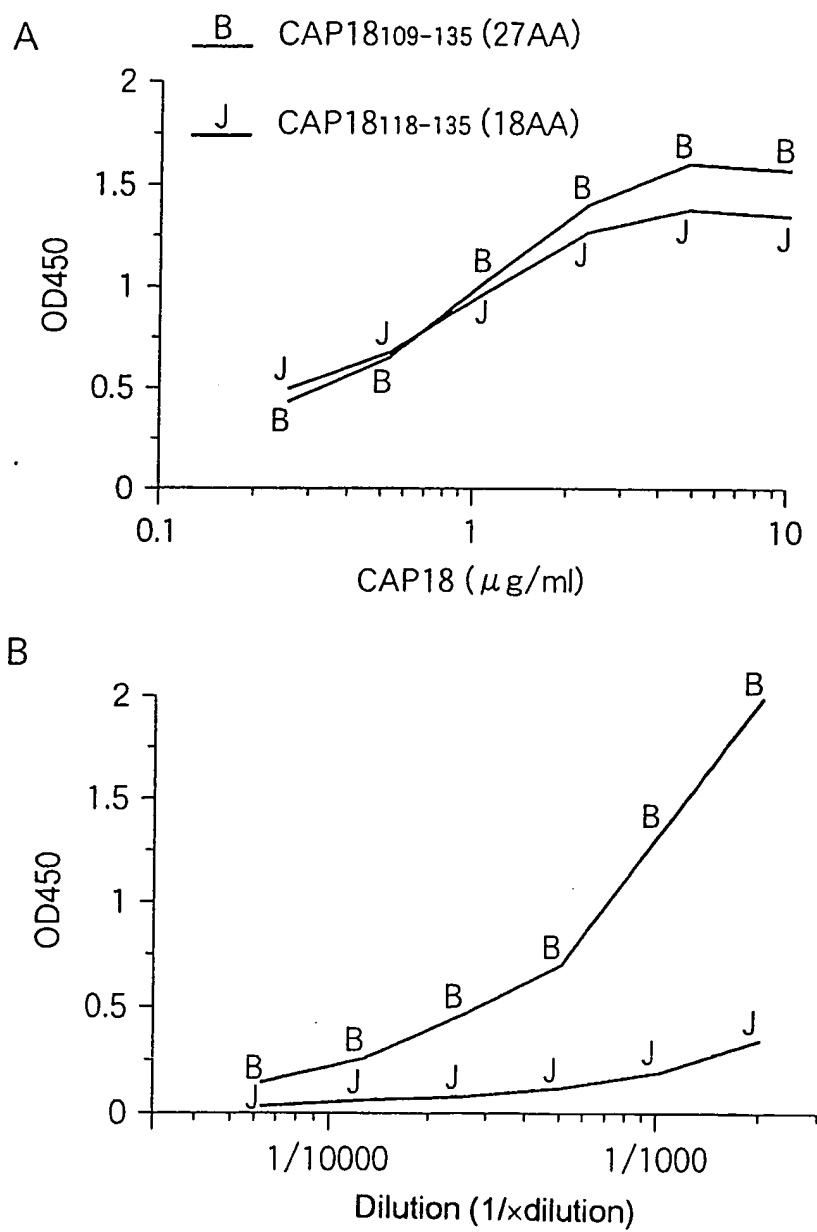 A
B CAP18109-135 (27AA)
J CAP18118-135 (18AA)
2
1.5
1
0.5
0
OD450
B B B B B B
J J J J J J
0.1 1 10
CAP18 (μg/ml)
B
2
1.5
1
0.5
0
OD450
B B B B B B
J J J J J J
1/10000 1/1000
Dilution (1/×dilution)